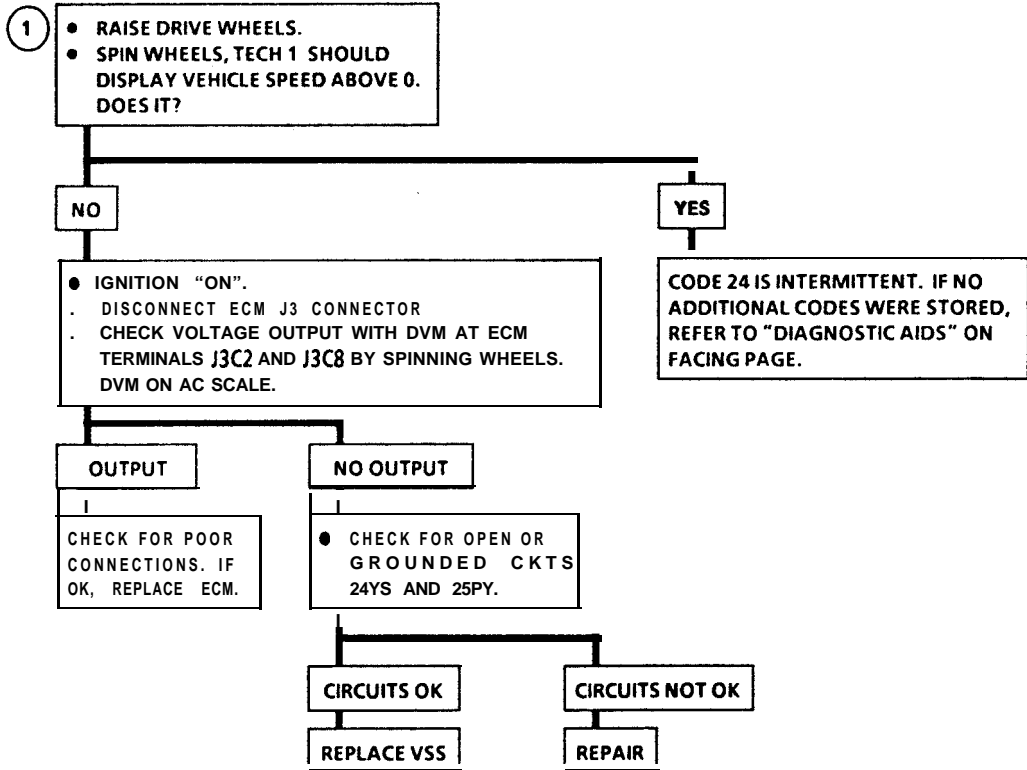 1
● RAISE DRIVE WHEELS.
● SPIN WHEELS, TECH 1 SHOULD
DISPLAY VEHICLE SPEED ABOVE 0.
DOES IT?
NO
YES
● IGNITION “ON”.
. DISCONNECT ECM J3 CONNECTOR
. CHECK VOLTAGE OUTPUT WITH DVM AT ECM
TERMINALS J3C2 AND J3C8 BY SPINNING WHEELS.
DVM ON AC SCALE.
CODE 24 IS INTERMITTENT. IF NO
ADDITIONAL CODES WERE STORED,
REFER TO "DIAGNOSTIC AIDS" ON
FACING PAGE.
OUTPUT
NO OUTPUT
CHECK FOR POOR
CONNECTIONS. IF
OK, REPLACE ECM.
● CHECK FOR OPEN OR
GROUNDED CKTS
24YS AND 25PY.
CIRCUITS OK
CIRCUITS NOT OK
REPLACE VSS
REPAIR